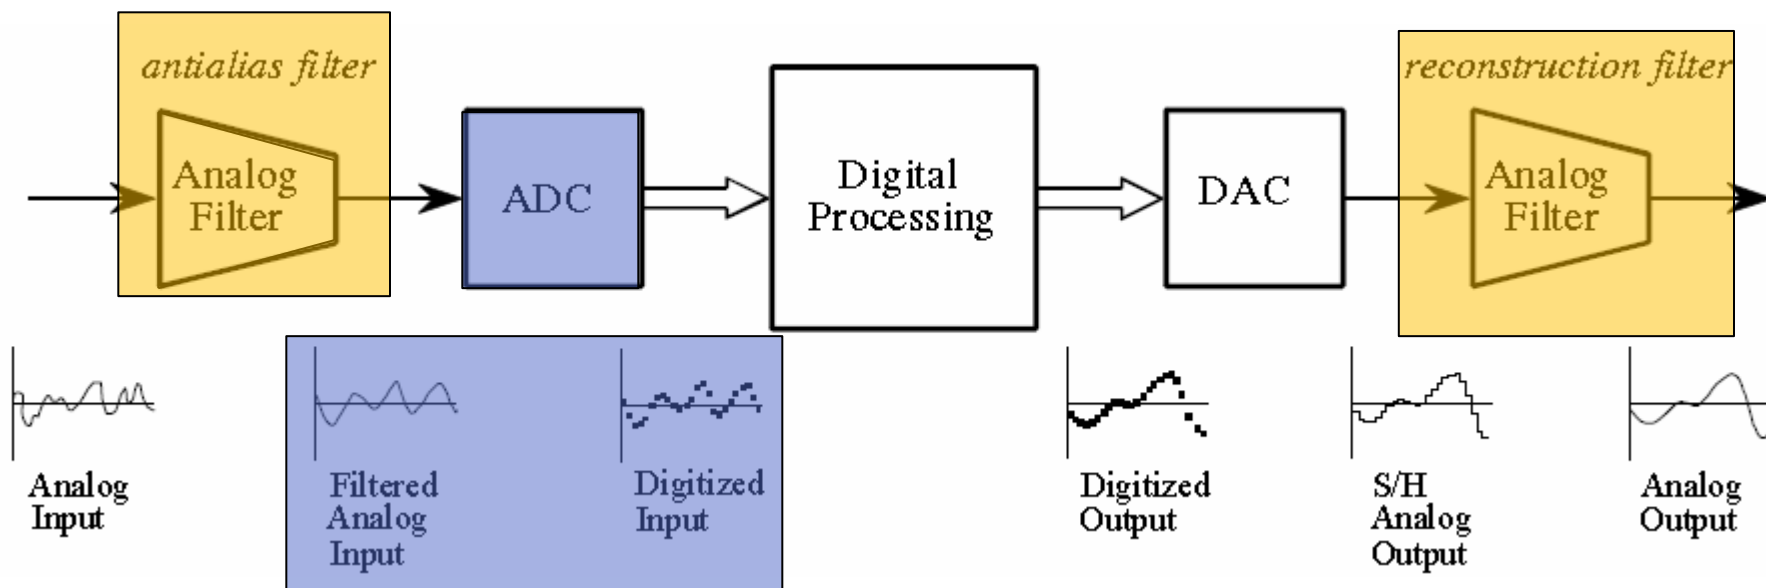 antialias filter
reconstruction filter
Analog
Filter
ADC
Digital
Processing
DAC
Analog
Filter
Analog
Input
Filtered
Analog
Input
Digitized
Input
Digitized
Output
S/H
Analog
Output
Analog
Output